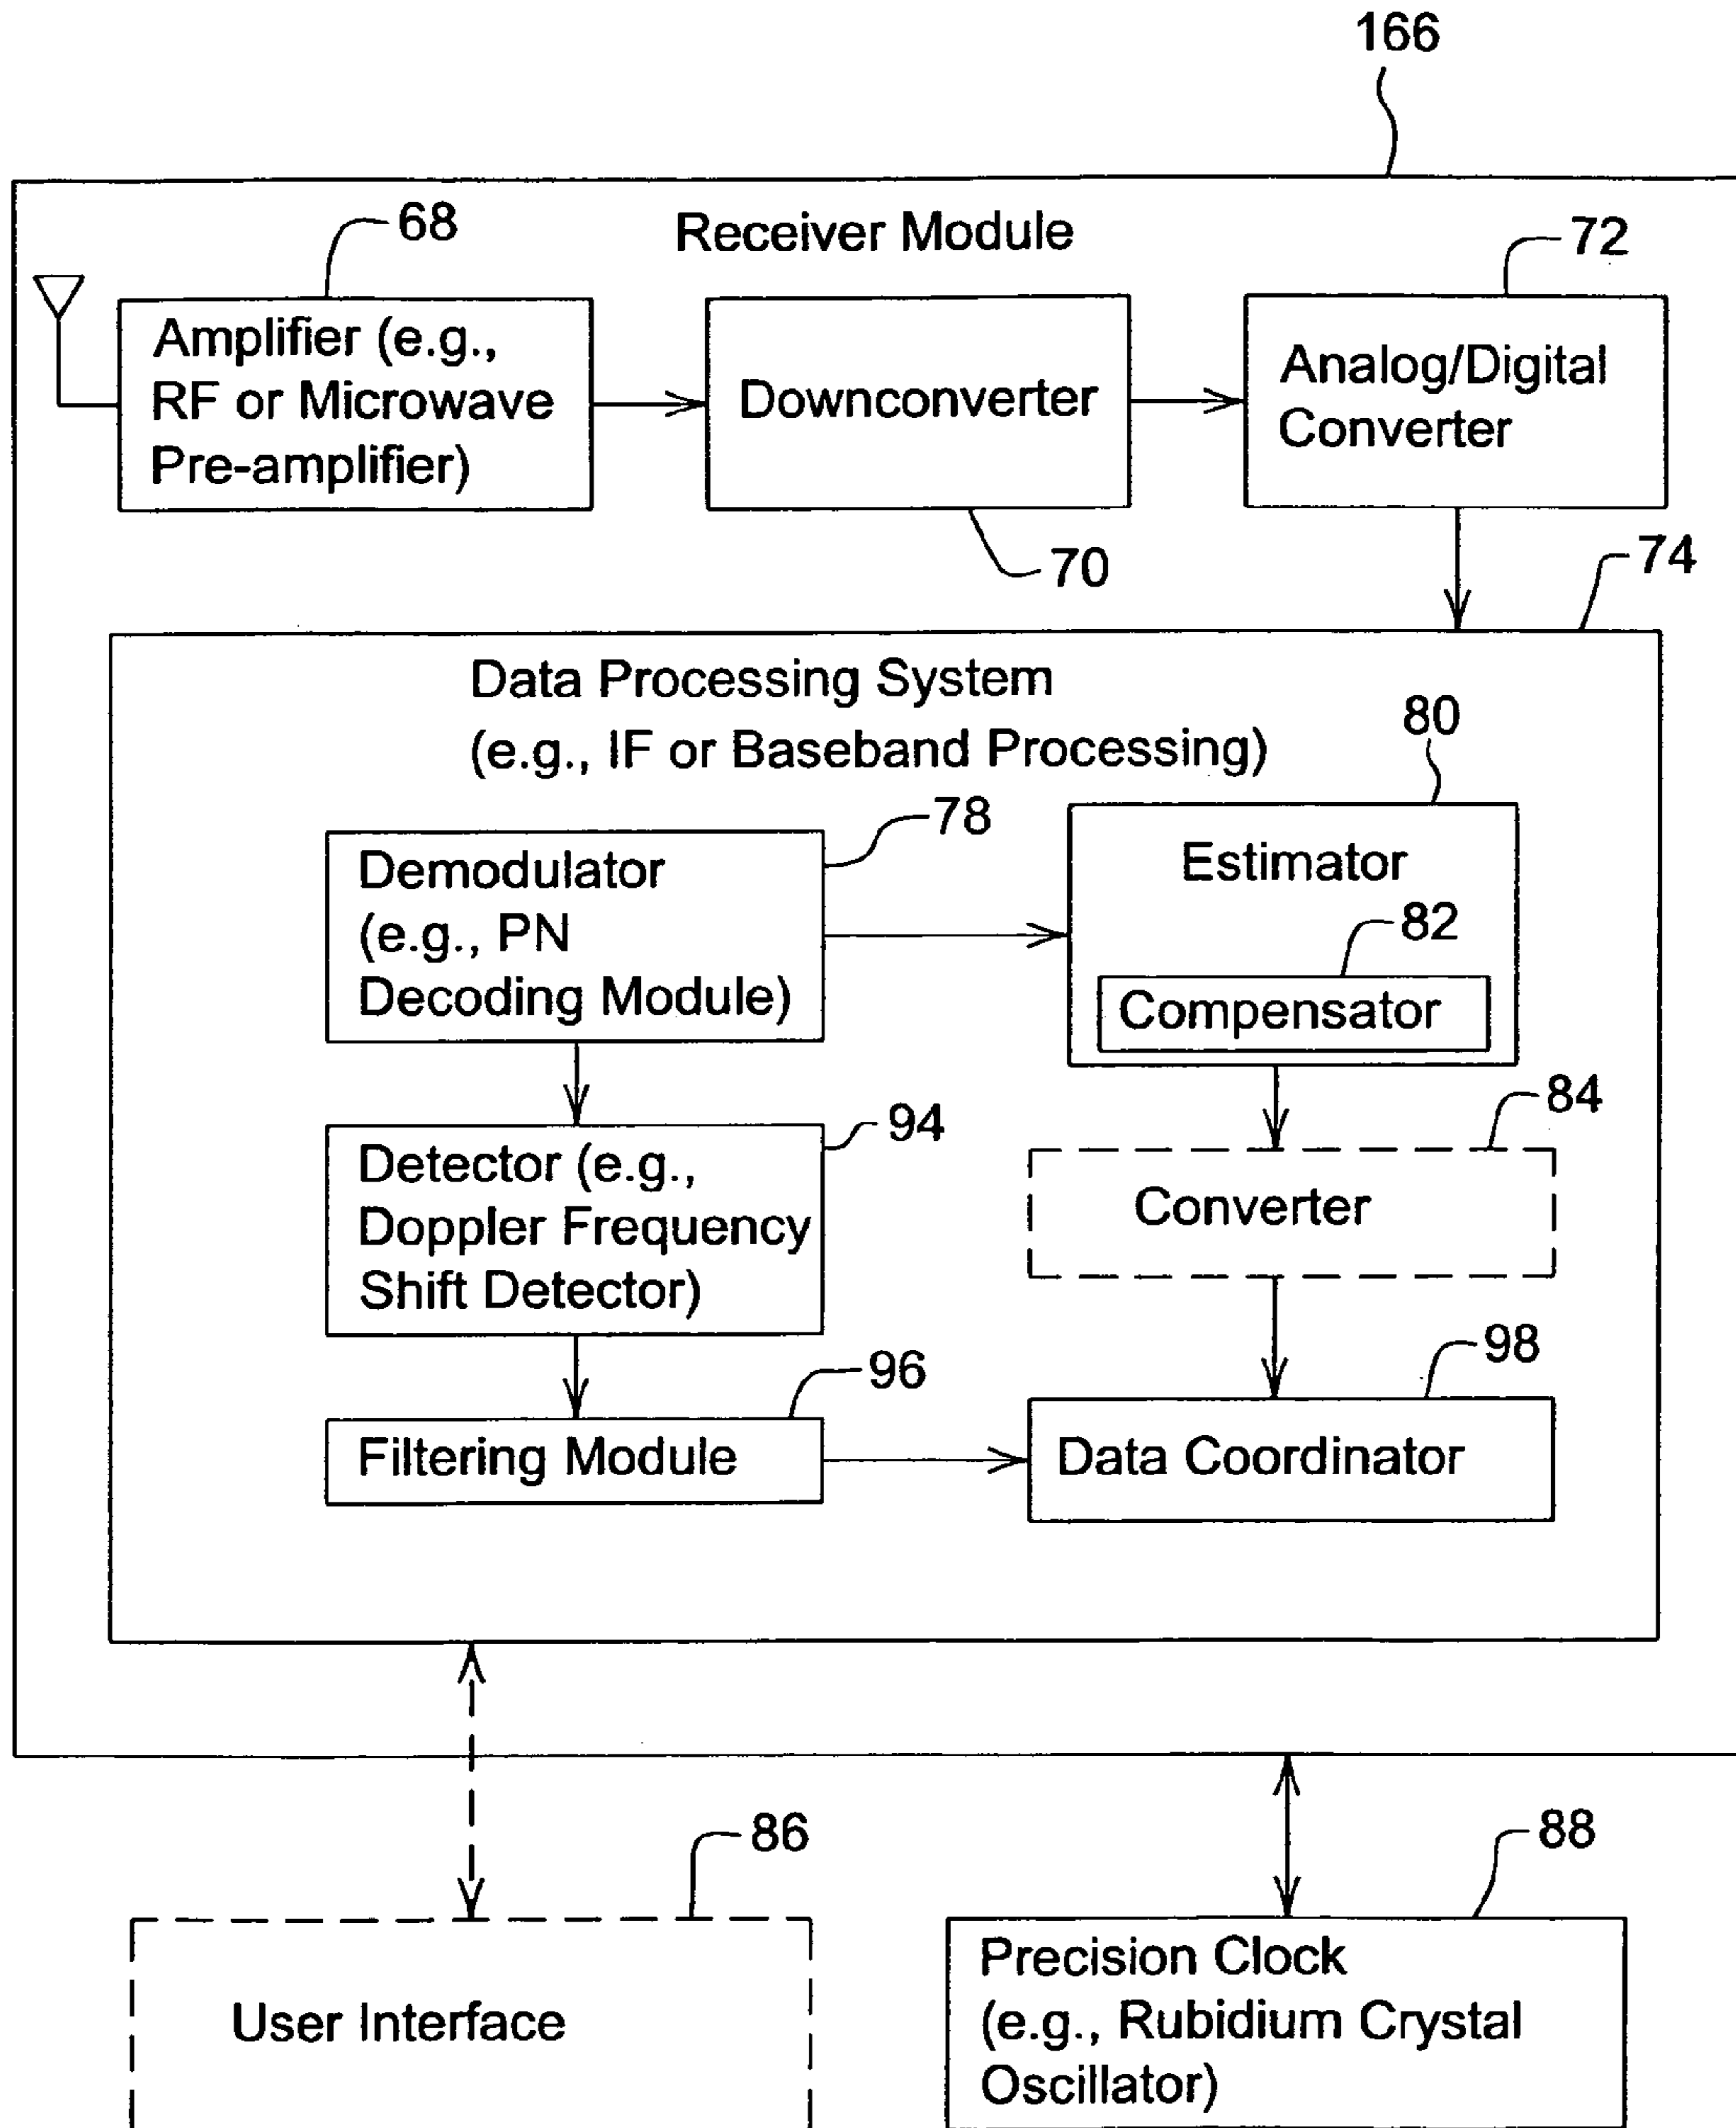 166
68
Receiver Module
72
Amplifier (e.g.,
RF or Microwave
Pre-amplifier)
Downconverter
Analog/Digital
Converter
70
74
Data Processing System
(e.g., IF or Baseband Processing)
80
78
Demodulator
(e.g., PN
Decoding Module)
Estimator
82
Compensator
94
84
Detector (e.g.,
Doppler Frequency
Shift Detector)
Converter
96
98
Filtering Module
Data Coordinator
86
88
User Interface
Precision Clock
(e.g., Rubidium Crystal
Oscillator)